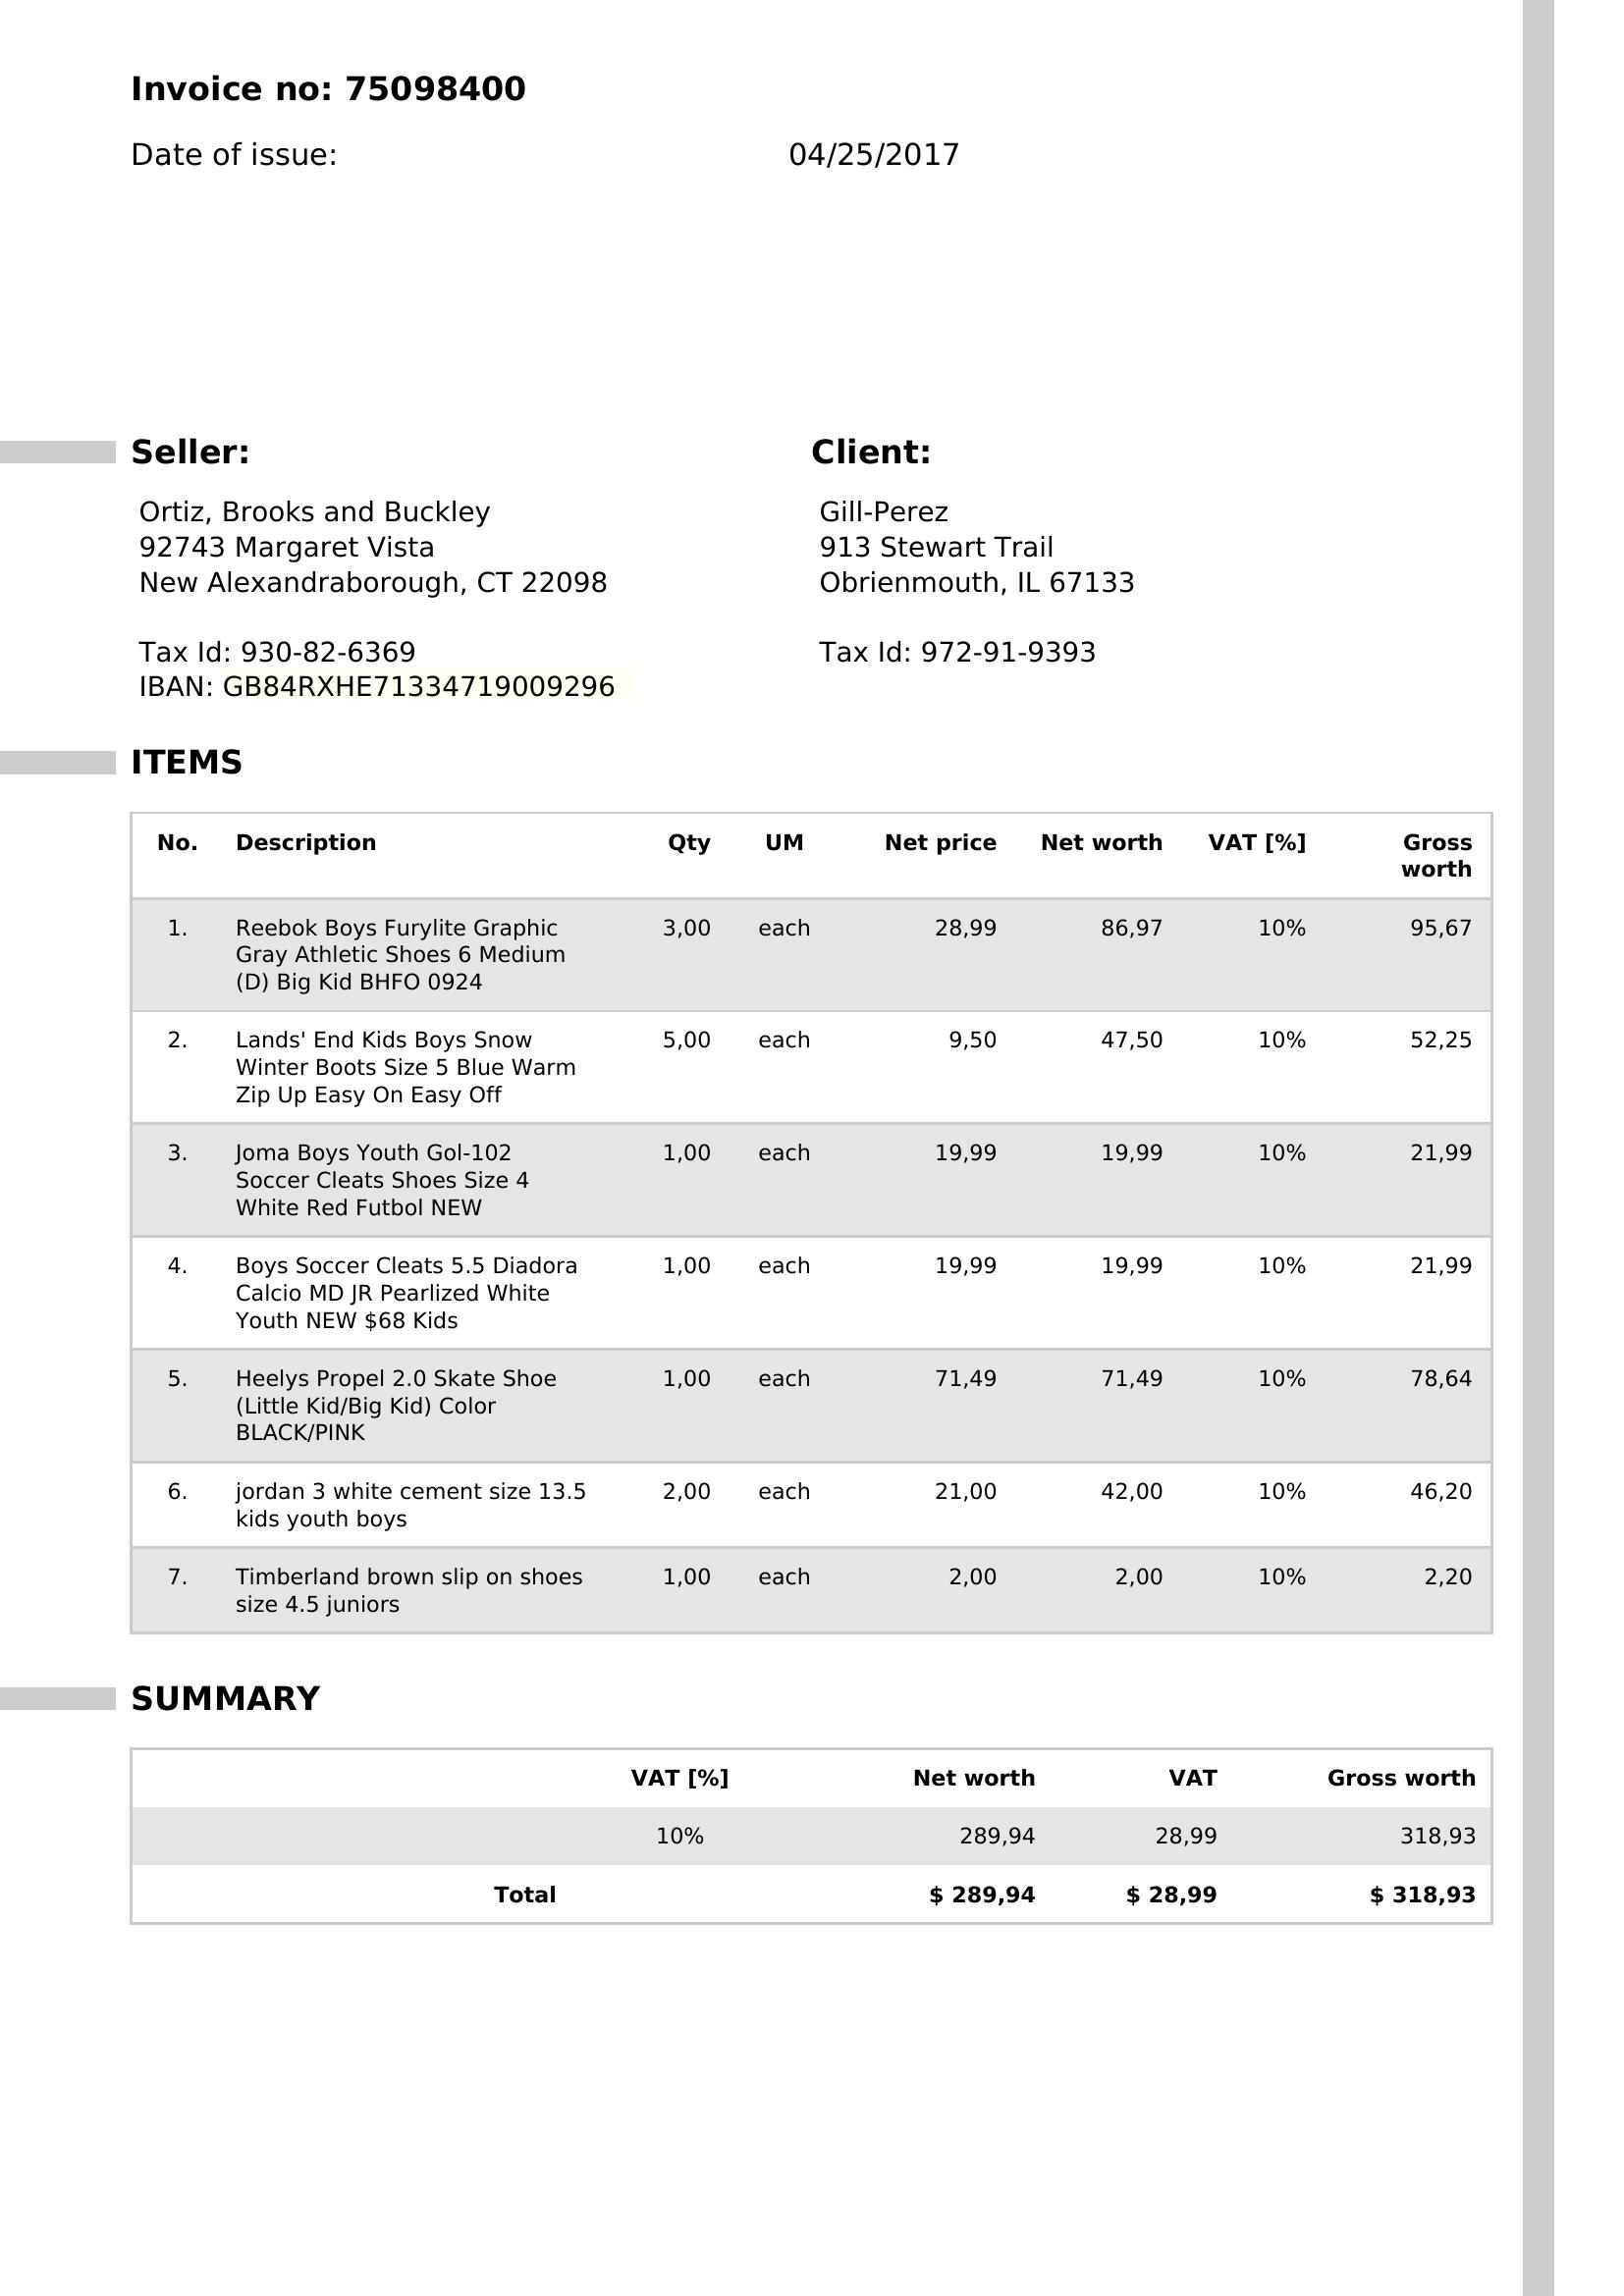 Invoice no: 75098400
Date of issue: 04/25/2017
Seller: Client:
Ortiz, Brooks and Buckley Gill-Perez
92743 Margaret Vista 913 Stewart Trail
New Alexandraborough, CT 22098 Obrienmouth, IL 67133
Tax Id: 930-82-6369 Tax Id: 972-91-9393
IBAN: GB84RXHE71334719009296
ITEMS
No. Description Qty UM Net price Net worth VAT [%] Gross
worth
1. Reebok Boys Furylite Graphic 3,00 each 28,99 86,97 10% 95,67
Gray Athletic Shoes 6 Medium
(D) Big Kid BHFO 0924
2. Lands' End Kids Boys Snow 5,00 each 9,50 47,50 10% 52,25
Winter Boots Size 5 Blue Warm
Zip Up Easy On Easy Off
3. Joma Boys Youth Gol-102 1,00 each 19,99 19,99 10% 21,99
Soccer Cleats Shoes Size 4
White Red Futbol NEW
4. Boys Soccer Cleats 5.5 Diadora 1,00 each 19,99 19,99 10% 21,99
Calcio MD JR Pearlized White
Youth NEW $68 Kids
5. Heelys Propel 2.0 Skate Shoe 1,00 each 71,49 71,49 10% 78,64
(Little Kid/Big Kid) Color
BLACK/PINK
6. jordan 3 white cement size 13.5 2,00 each 21,00 42,00 10% 46,20
kids youth boys
7. Timberland brown slip on shoes 1,00 each 2,00 2,00 10% 2,20
size 4.5 juniors
SUMMARY
VAT [%] Net worth VAT Gross worth
10% 289,94 28,99 318,93
Total $ 289,94 $ 28,99 $ 318,93